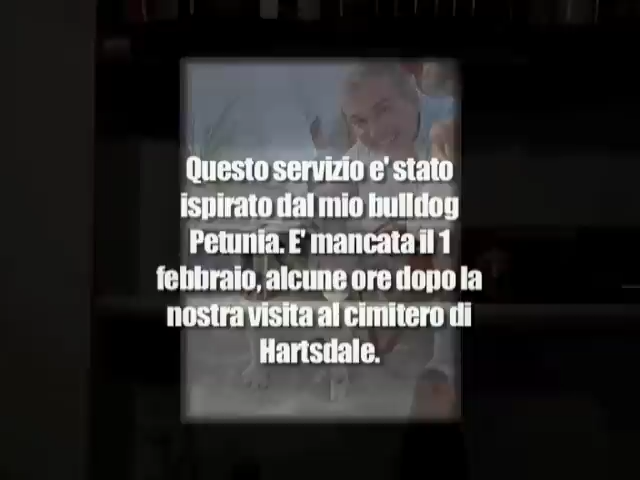 Questo servizio e' stato
ispirato dal mio bulldog
Petunia. E' mancata il 1
febbraio, alcune ore dopo la
nostra visita al cimitero di
Hartsdale.